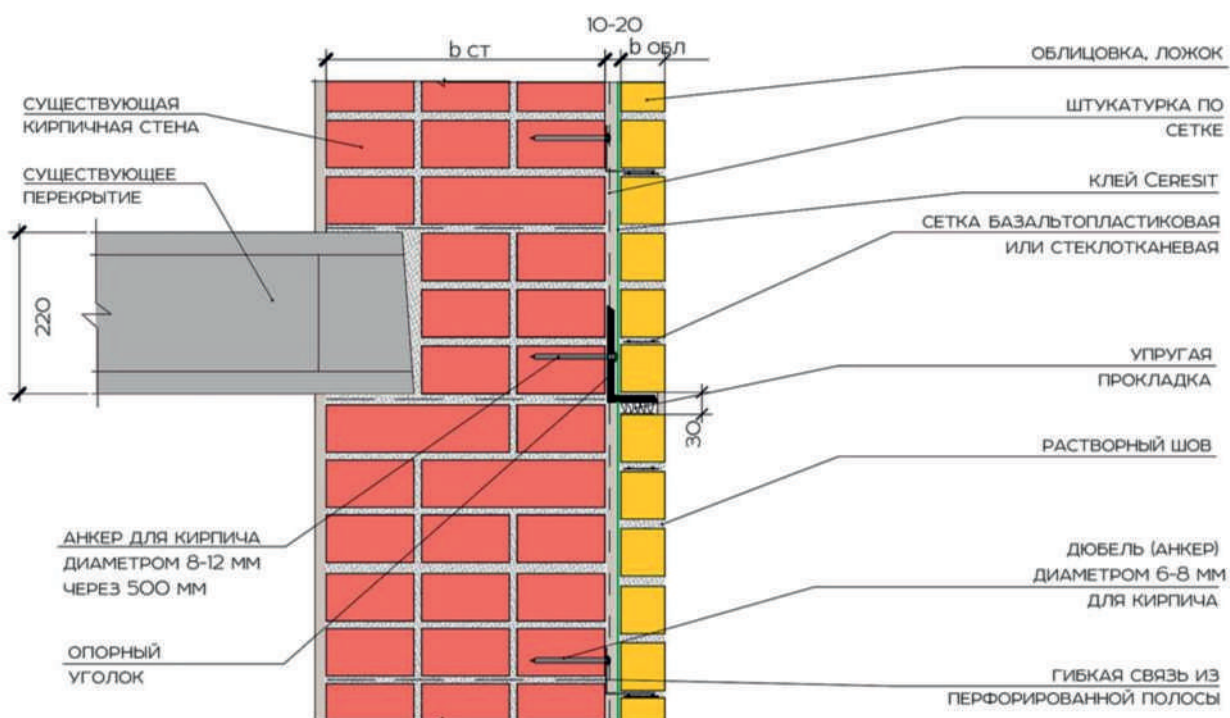 10-20
b ст
b обл
ОБЛИЦОВКА, ЛОЖОК
СУЩЕСТВУЮЩАЯ
КИРПИЧНАЯ СТЕНА
ШТУКАТУРКА ПО
СЕТКЕ
СУЩЕСТВУЮЩЕЕ
ПЕРЕКРЫТИЕ
КЛЕЙ CERESIT
СЕТКА БАЗАЛЬТОПЛАСТИКОВАЯ
ИЛИ СТЕКЛОТКАНЕВАЯ
220
УПРУГАЯ
ПРОКЛАДКА
30
РАСТВОРНЫЙ ШОВ
АНКЕР ДЛЯ КИРПИЧА
ДИАМЕТРОМ 8-12 ММ
ЧЕРЕЗ 500 ММ
ДЮБЕЛЬ (АНКЕР)
ДИАМЕТРОМ 6-8 ММ
ДЛЯ КИРПИЧА
ОПОРНЫЙ
УГОЛОК
ГИБКАЯ СВЯЗЬ ИЗ
ПЕРФОРИРОВАННОЙ ПОЛОСЫ